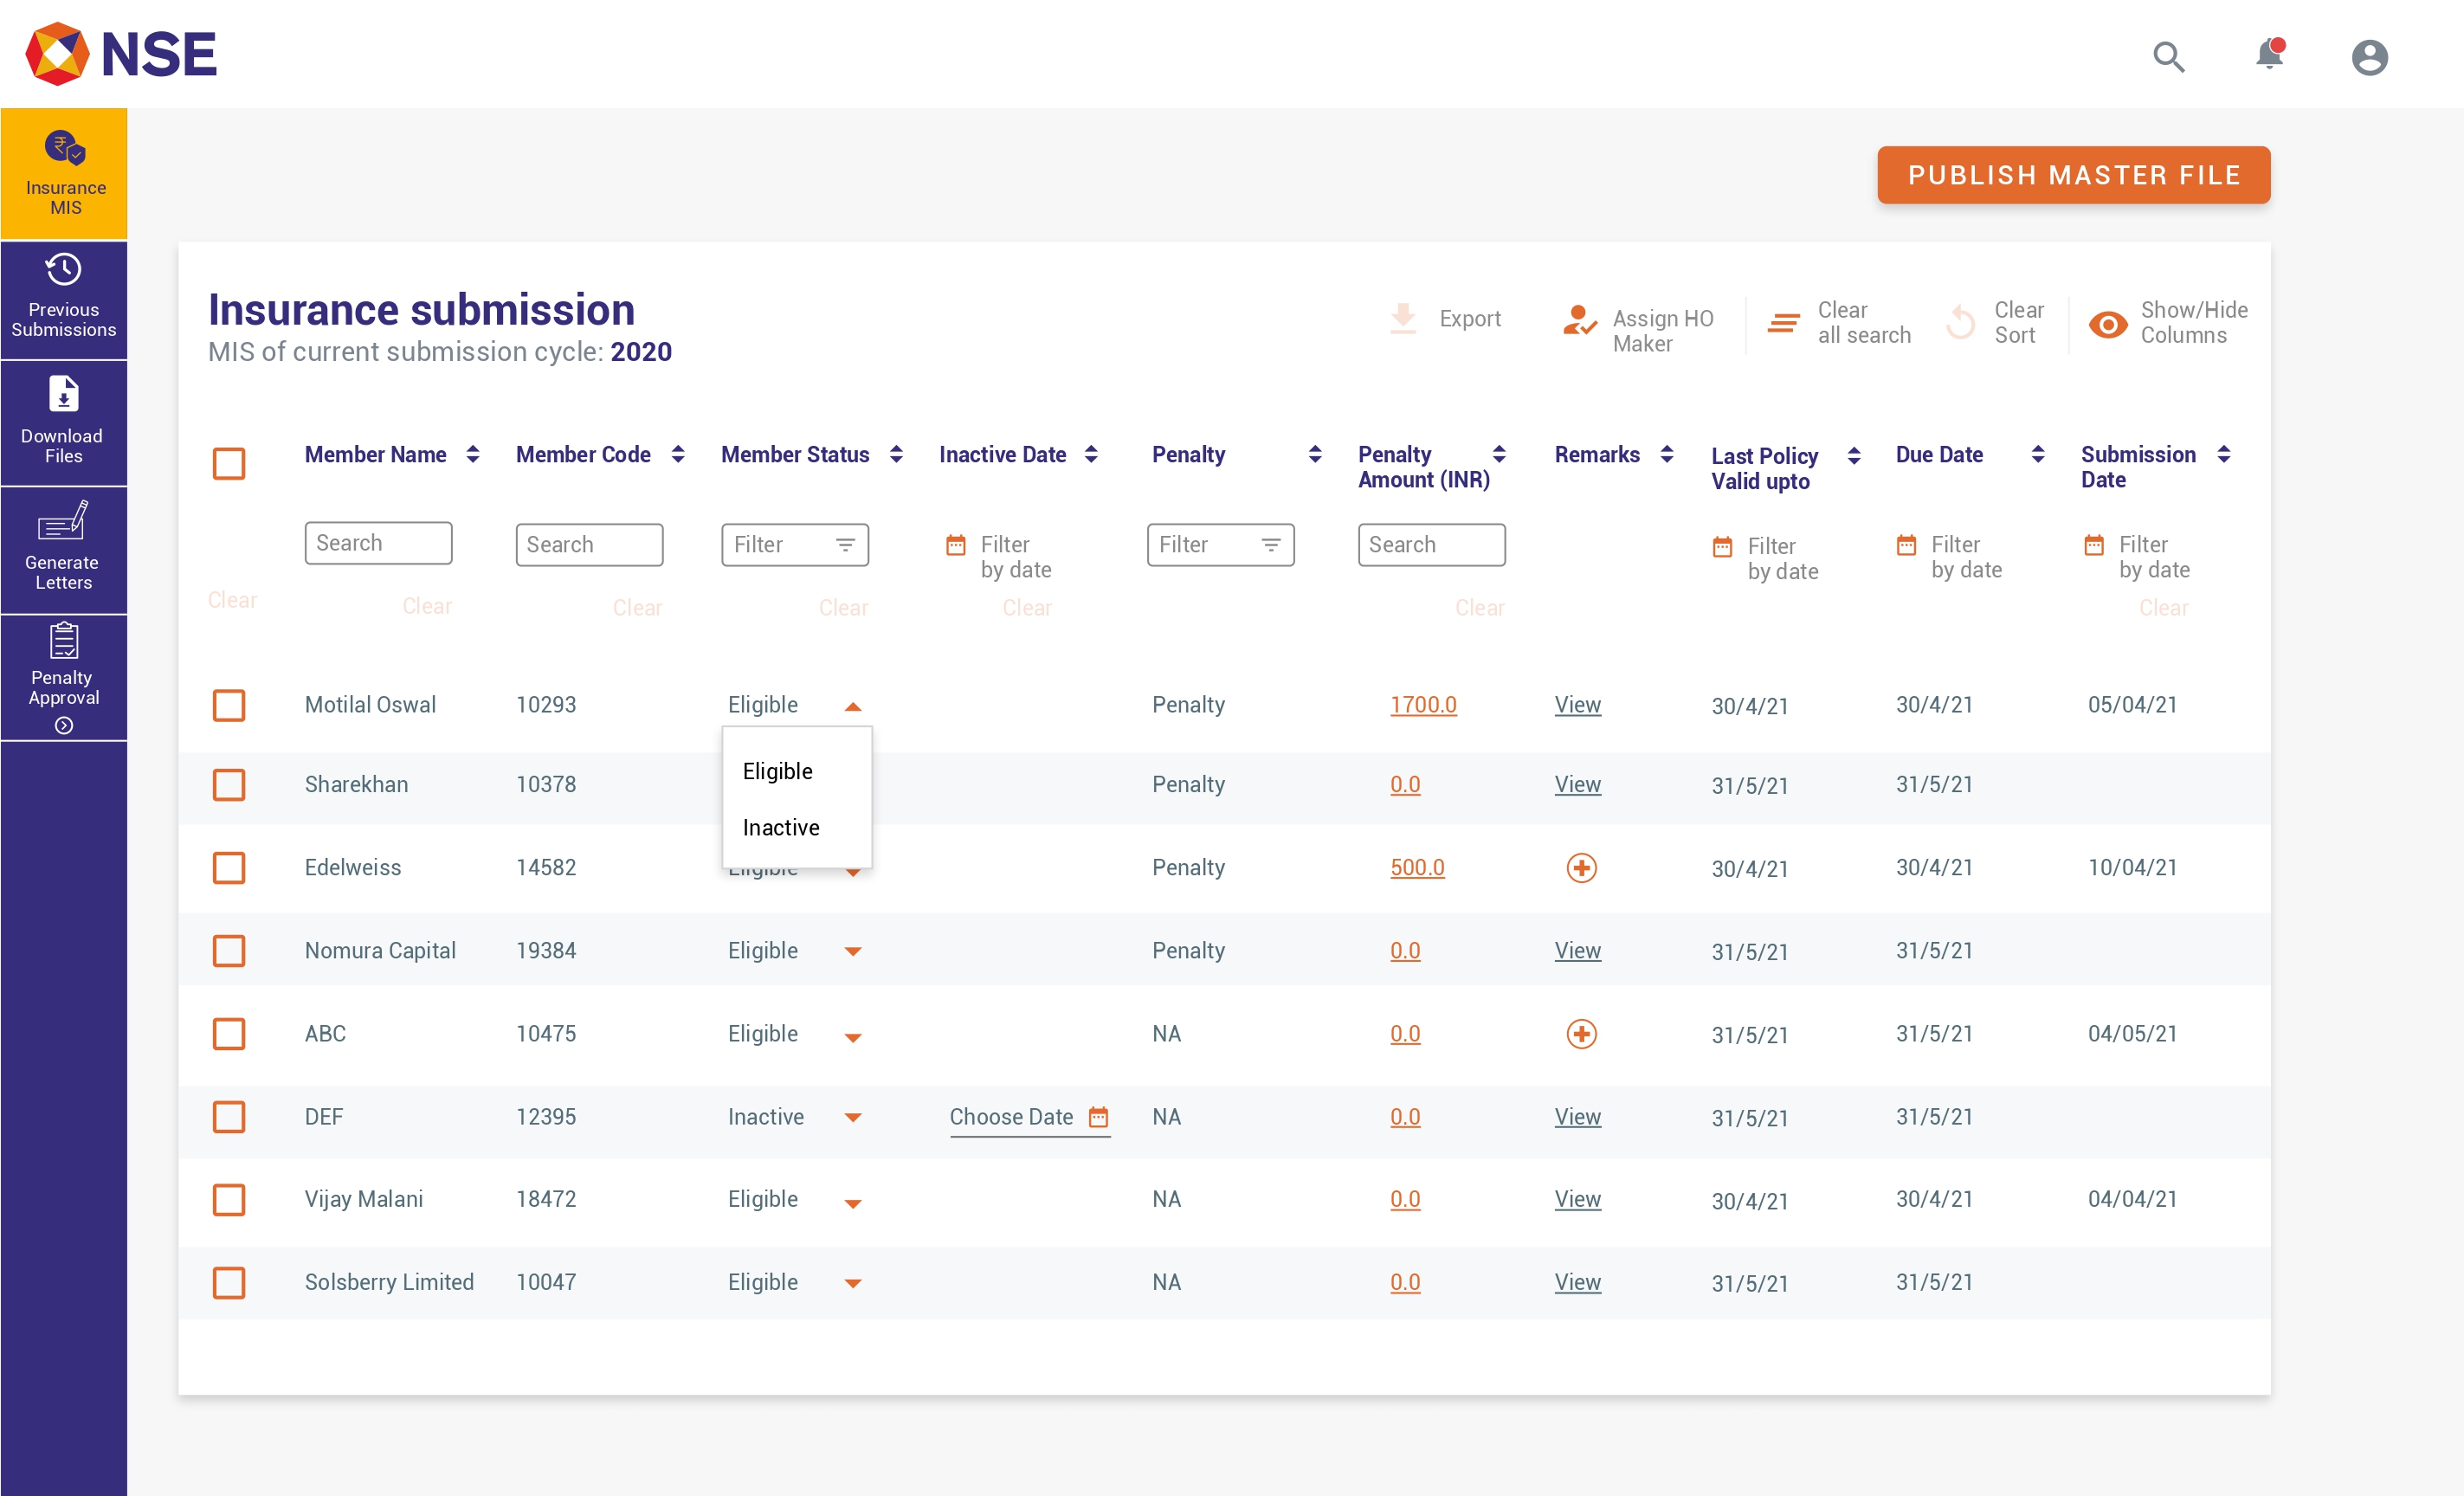 NSE
PUBLISH MASTER FILE
Insurance
MIS
Previous
Submissions
Download
Files
Generate
Letters
Penalty
Approval
Insurance submission
MIS of current submission cycle: 2020
Export
Assign HO
Maker
Clear
all search
Clear
Sort
Show/Hide
Columns
Member Name Member Code Member Status Inactive Date Penalty Penalty Remarks Last Policy Due Date Submission
Amount (INR) Valid upto Date
Search Search Filter Filter Filter Search Filter Filter Filter
by date by date by date by date
Clear Clear Clear Clear Clear Clear Clear
Motilal Oswal 10293 Eligible Penalty 1700.0 View 30/4/21 30/4/21 05/04/21
Eligible
Sharekhan 10378 Penalty 0.0 View 31/5/21 31/5/21
Inactive
Edelweiss 14582 Eligible Penalty 500.0 30/4/21 30/4/21 10/04/21
Nomura Capital 19384 Eligible Penalty 0.0 View 31/5/21 31/5/21
ABC 10475 Eligible NA 0.0 31/5/21 31/5/21 04/05/21
DEF 12395 Inactive Choose Date NA 0.0 View 31/5/21 31/5/21
Vijay Malani 18472 Eligible NA 0.0 View 30/4/21 30/4/21 04/04/21
Solsberry Limited 10047 Eligible NA 0.0 View 31/5/21 31/5/21